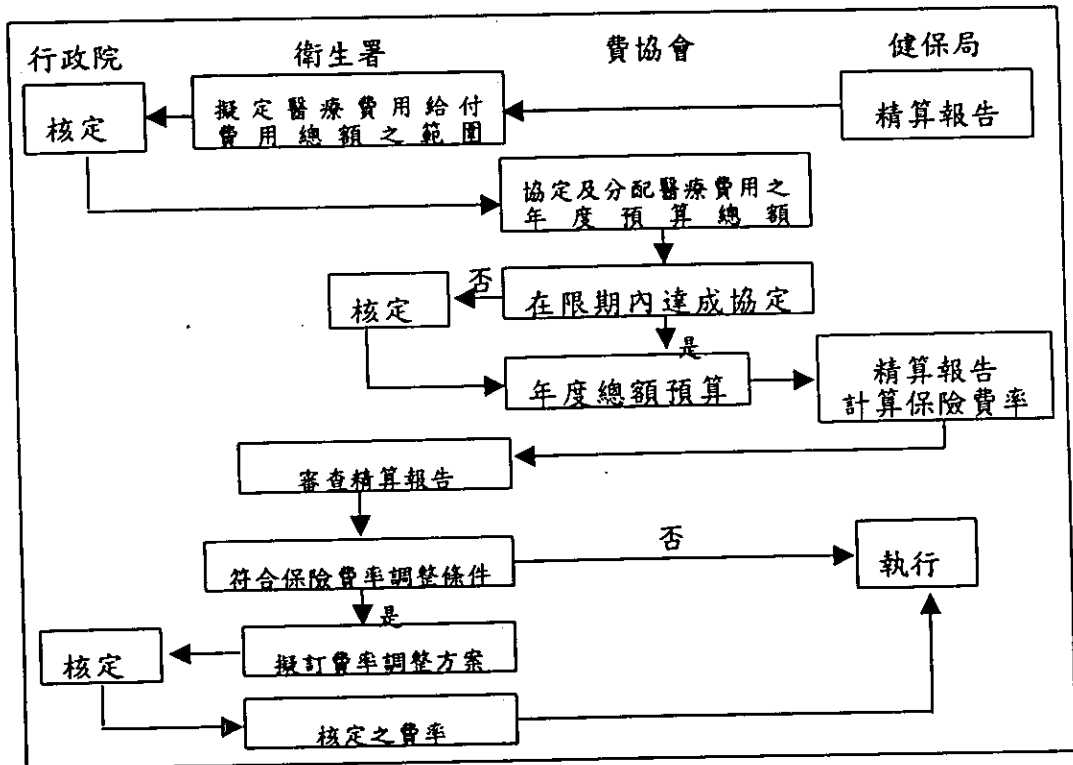 行政院 衛生署 費協會 健保局
核定
擬定醫療費用給付
費用總額之範圍
精算報告
協定及分配醫療費用之
年度預算總額
核定
否
在限期內達成協定
是
年度總額預算
精算報告
計算保險費率
審查精算報告
符合保險費率調整條件
否
執行
是
核定
擬訂費率調整方案
核定之費率